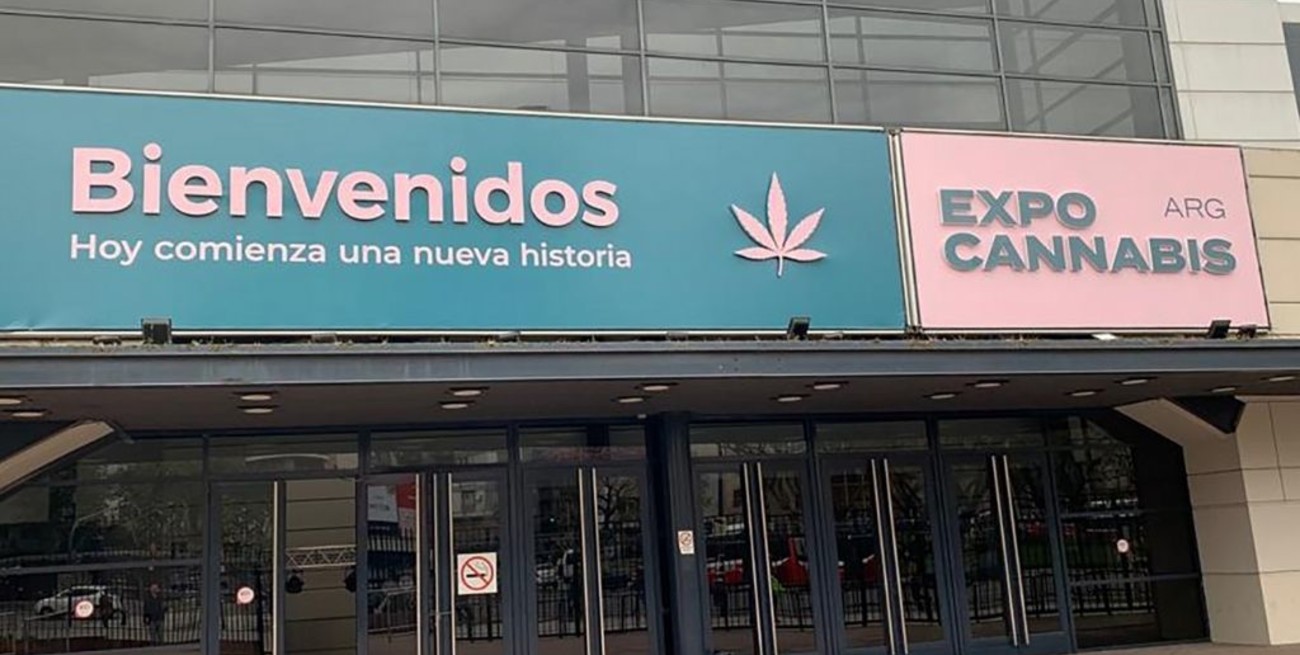 Bienvenidos
Hoy comienza una nueva historia
EXPO ARG
CANNABIS